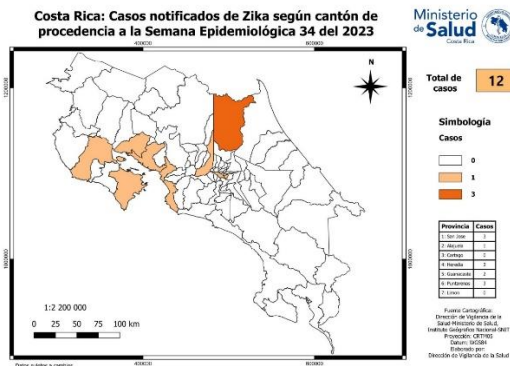 Costa Rica: Casos notificados de Zika según cantón de
procedencia a la Semana Epidemiológica 34 del 2023
Ministerio
de Salud
Costa Rica
N
Total de
casos
12
Simbología
Casos
0
1
3
Provincia Casos
1. San José
2. Alajuela
3. Cartago
4. Heredia
5. Guanacaste
6. Puntarenas
7. Limón
1:2 200 000
0 25 50 75 100 km
Fuente Cartográfica:
Dirección de Vigilancia de la
Salud-Ministerio de Salud,
Instituto Geográfico Nacional-SNIT
Proyección: CRTM05
Datum: WGS84
Elaborado por:
Dirección de Vigilancia de la Salud